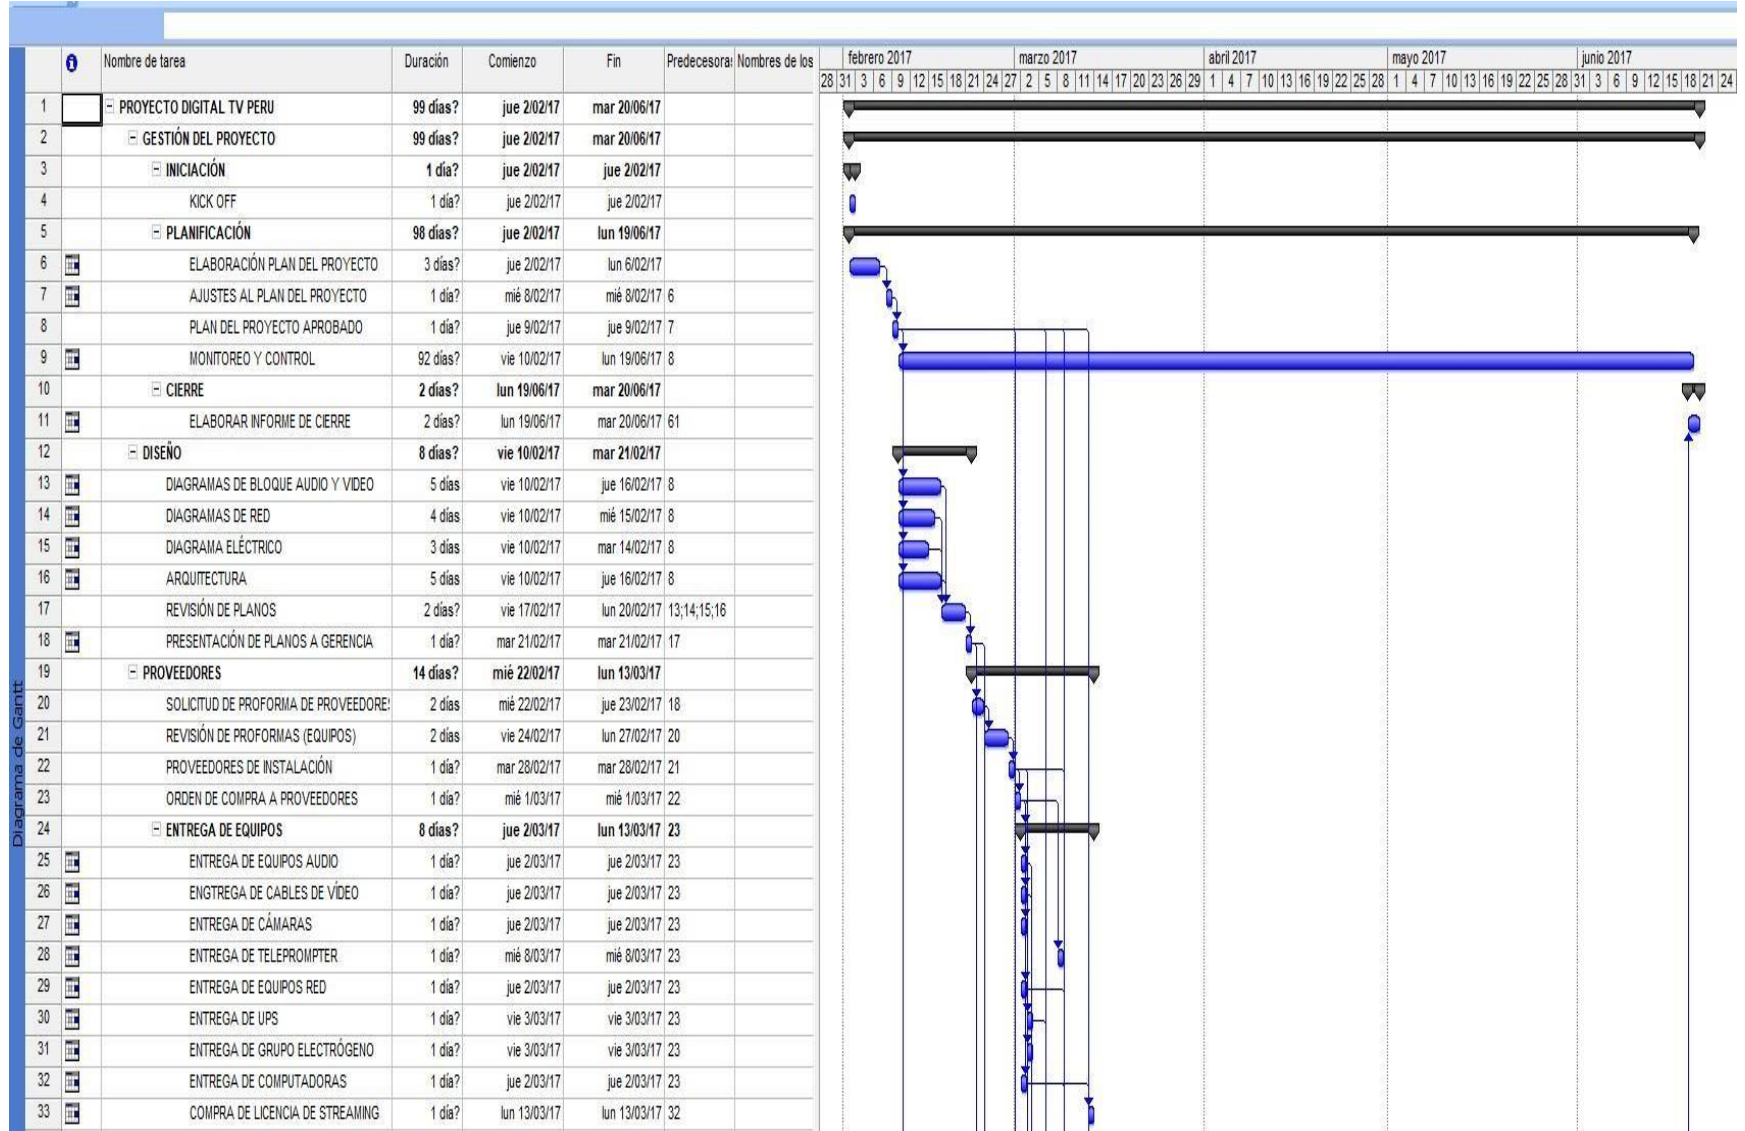 Nombre de tarea Duración Comienzo Fin Predecesora: Nombres de los febrero 2017 marzo 2017 abril 2017 mayo 2017 junio 2017
28 31 3 6 9 12 15 18 21 24 27 2 5 8 11 14 17 20 23 26 29 1 4 7 10 13 16 19 22 25 28 1 4 7 10 13 16 19 22 25 28 31 3 6 9 12 15 18 21 24
1 PROYECTO DIGITAL TV PERU 99 días? jue 2/02/17 mar 20/06/17
2 GESTIÓN DEL PROYECTO 99 días? jue 2/02/17 mar 20/06/17
3 INICIACIÓN 1 día? jue 2/02/17 jue 2/02/17
4 KICK OFF 1 día? jue 2/02/17 jue 2/02/17
5 PLANIFICACIÓN 98 días? jue 2/02/17 lun 19/06/17
6 ELABORACIÓN PLAN DEL PROYECTO 3 días? jue 2/02/17 lun 6/02/17
7 AJUSTES AL PLAN DEL PROYECTO 1 día? mié 8/02/17 mié 8/02/17 6
8 PLAN DEL PROYECTO APROBADO 1 día? jue 9/02/17 jue 9/02/17 7
9 MONITOREO Y CONTROL 92 días? vie 10/02/17 lun 19/06/17 8
10 CIERRE 2 días? lun 19/06/17 mar 20/06/17
11 ELABORAR INFORME DE CIERRE 2 días? lun 19/06/17 mar 20/06/17 61
12 DISEÑO 8 días? vie 10/02/17 mar 21/02/17
13 DIAGRAMAS DE BLOQUE AUDIO Y VIDEO 5 días vie 10/02/17 jue 16/02/17 8
14 DIAGRAMAS DE RED 4 días vie 10/02/17 mié 15/02/17 8
15 DIAGRAMA ELÉCTRICO 3 días vie 10/02/17 mar 14/02/17 8
16 ARQUITECTURA 5 días vie 10/02/17 jue 16/02/17 8
17 REVISIÓN DE PLANOS 2 días? vie 17/02/17 lun 20/02/17 13;14;15;16
18 PRESENTACIÓN DE PLANOS A GERENCIA 1 día? mar 21/02/17 mar 21/02/17 17
19 PROVEEDORES 14 días? mié 22/02/17 lun 13/03/17
20 SOLICITUD DE PROFORMA DE PROVEEDORE 2 días mié 22/02/17 jue 23/02/17 18
21 REVISIÓN DE PROFORMAS (EQUIPOS) 2 días vie 24/02/17 lun 27/02/17 20
22 PROVEEDORES DE INSTALACIÓN 1 día? mar 28/02/17 mar 28/02/17 21
23 ORDEN DE COMPRA A PROVEEDORES 1 día? mié 1/03/17 mié 1/03/17 22
24 ENTREGA DE EQUIPOS 8 días? jue 2/03/17 lun 13/03/17 23
25 ENTREGA DE EQUIPOS AUDIO 1 día? jue 2/03/17 jue 2/03/17 23
26 ENGTREGA DE CABLES DE VÍDEO 1 día? jue 2/03/17 jue 2/03/17 23
27 ENTREGA DE CÁMARAS 1 día? jue 2/03/17 jue 2/03/17 23
28 ENTREGA DE TELEPROMPTER 1 día? mié 8/03/17 mié 8/03/17 23
29 ENTREGA DE EQUIPOS RED 1 día? jue 2/03/17 jue 2/03/17 23
30 ENTREGA DE UPS 1 día? vie 3/03/17 vie 3/03/17 23
31 ENTREGA DE GRUPO ELECTRÓGENO 1 día? vie 3/03/17 vie 3/03/17 23
32 ENTREGA DE COMPUTADORAS 1 día? jue 2/03/17 jue 2/03/17 23
33 COMPRA DE LICENCIA DE STREAMING 1 día? lun 13/03/17 lun 13/03/17 32
Diagrama de Gantt